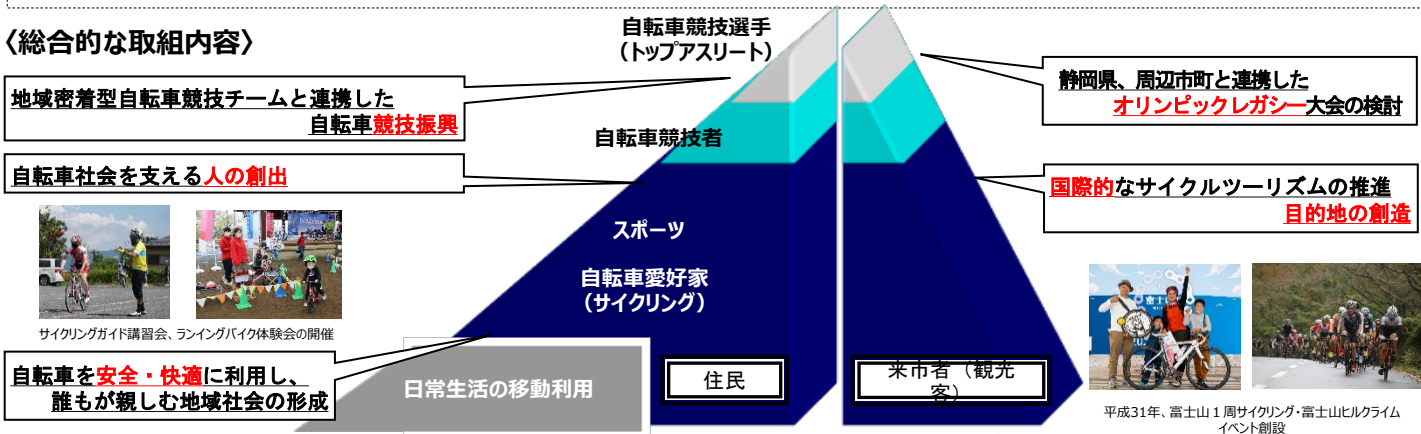 〈総合的な取組内容〉
自転車競技選手
（トップアスリート）
地域密着型自転車競技チームと連携した
自転車競技振興
静岡県、周辺市町と連携した
オリンピックレガシー大会の検討
自転車競技者
自転車社会を支える人の創出
国際的なサイクルツーリズムの推進
目的地の創造
スポーツ
自転車愛好家
（サイクリング）
サイクリングガイド講習会、ランイングバイク体験会の開催
自転車を安全・快適に利用し、
誰もが親しむ地域社会の形成
日常生活の移動利用
住民
来市者（観光
客）
平成31年、富士山１周サイクリング・富士山ヒルクライム
イベント創設